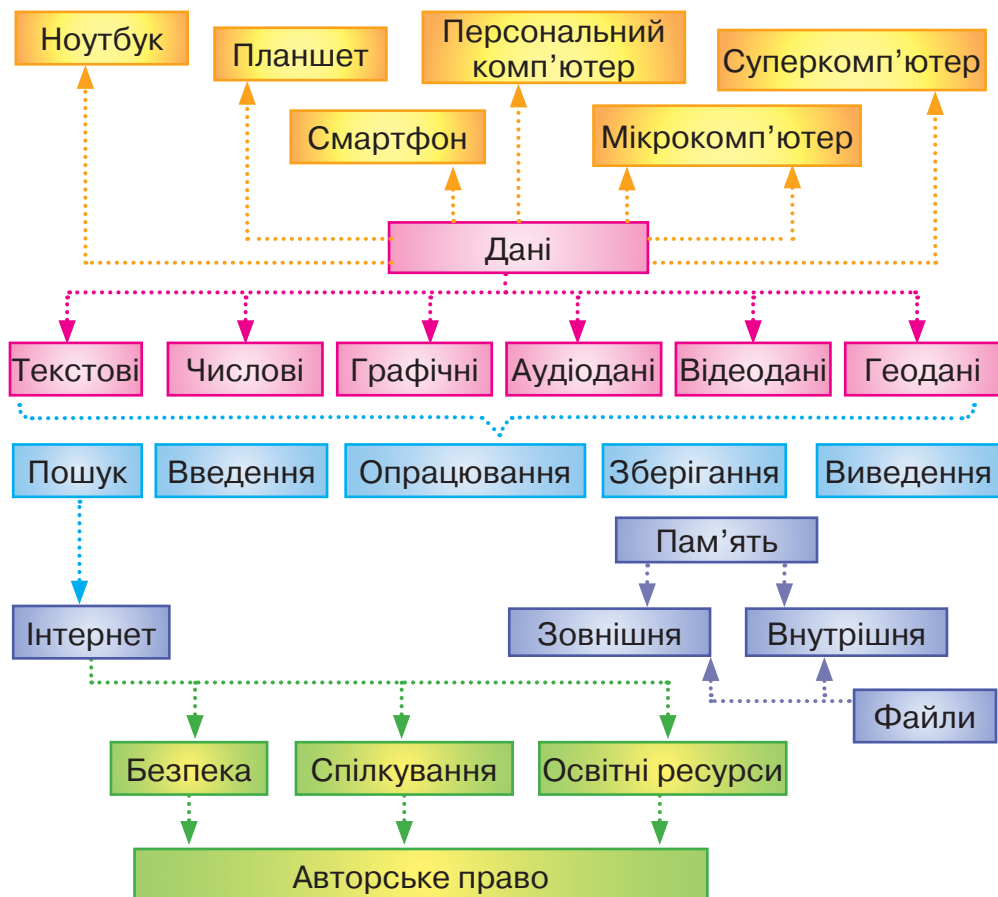 Ноутбук
Планшет
Персональний
комп’ютер
Суперкомп’ютер
Смартфон
Мікрокомп’ютер
Дані
Текстові
Числові
Графічні
Аудіодані
Відеодані
Геодані
Пошук
Введення
Опрацювання
Зберігання
Виведення
Пам’ять
Інтернет
Зовнішня
Внутрішня
Файли
Безпека
Спілкування
Освітні ресурси
Авторське право